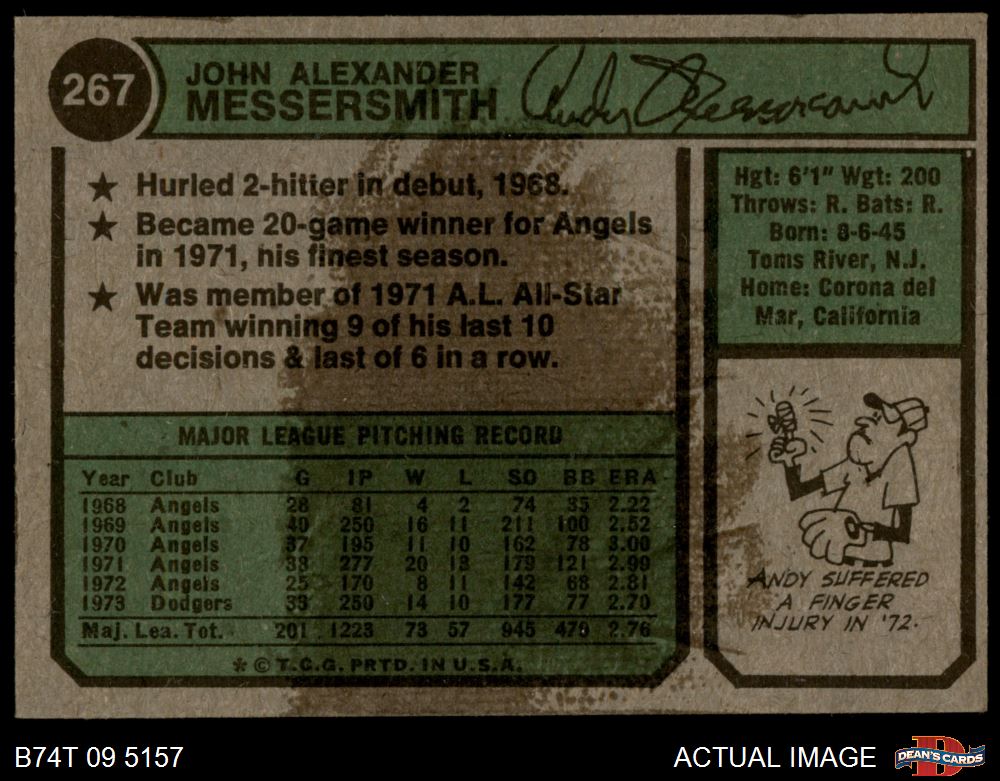 267
JOHN ALEXANDER
MESSERSMITH
Andy Messersmith
★ Hurled 2-hitter in debut, 1968.
★ Became 20-game winner for Angels
in 1971, his finest season.
★ Was member of 1971 A.L. All-Star
Team winning 9 of his last 10
decisions & last of 6 in a row.
Hgt: 6'1" Wgt: 200
Throws: R. Bats: R.
Born: 8-6-45
Toms River, N.J.
Home: Corona del
Mar, California
MAJOR LEAGUE PITCHING RECORD
Year Club G IP W L SO BB ERA
1968 Angels 28 81 4 2 74 35 2.22
1969 Angels 40 250 16 11 211 100 2.52
1970 Angels 37 195 11 10 162 78 3.00
1971 Angels 38 277 20 13 179 121 2.99
1972 Angels 25 170 8 11 142 68 2.81
1973 Dodgers 33 250 14 10 177 77 2.70
Maj. Lea. Tot. 201 1223 73 57 945 479 2.76
* © T.C.G. PRTD. IN U.S.A.
ANDY SUFFERED
A FINGER
INJURY IN '72.
B74T 09 5157
ACTUAL IMAGE
D
DEAN'S CARDS